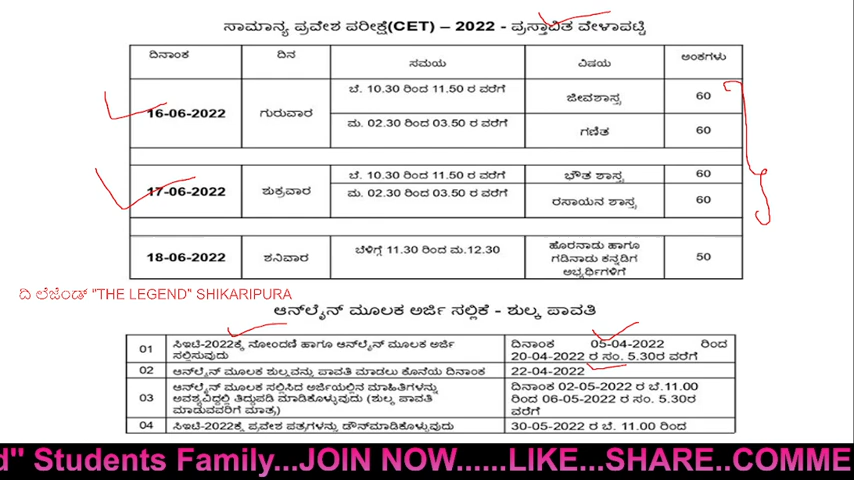 ಸಾಮಾನ್ಯ ಪ್ರವೇಶ ಪರೀಕ್ಷೆ(CET) – 2022 - ಪ್ರಸ್ತಾವಿತ ವೇಳಾಪಟ್ಟಿ
ದಿನಾಂಕ ದಿನ ಸಮಯ ವಿಷಯ ಅಂಕಗಳು
16-06-2022 ಗುರುವಾರ ಬೆ. 10.30 ರಿಂದ 11.50 ರ ವರೆಗೆ ಜೀವಶಾಸ್ತ್ರ 60
ಮ. 02.30 ರಿಂದ 03.50 ರ ವರೆಗೆ ಗಣಿತ 60
17-06-2022 ಶುಕ್ರವಾರ ಬೆ. 10.30 ರಿಂದ 11.50 ರ ವರೆಗೆ ಭೌತ ಶಾಸ್ತ್ರ 60
ಮ. 02.30 ರಿಂದ 03.50 ರ ವರೆಗೆ ರಸಾಯನ ಶಾಸ್ತ್ರ 60
18-06-2022 ಶನಿವಾರ ಬೆಳಿಗ್ಗೆ 11.30 ರಿಂದ ಮ.12.30 ಹೊರನಾಡು ಹಾಗೂ
ಗಡಿನಾಡು ಕನ್ನಡಿಗ
ಅಭ್ಯರ್ಥಿಗಳಿಗೆ 50
ದಿ ಲೆಜೆಂಡ್ "THE LEGEND" SHIKARIPURA
ಆನ್‌ಲೈನ್ ಮೂಲಕ ಅರ್ಜಿ ಸಲ್ಲಿಕೆ - ಶುಲ್ಕ ಪಾವತಿ
01 ಸಿಇಟಿ-2022ಕ್ಕೆ ನೋಂದಣಿ ಹಾಗೂ ಆನ್‌ಲೈನ್ ಮೂಲಕ ಅರ್ಜಿ
ಸಲ್ಲಿಸುವುದು
ದಿನಾಂಕ 05-04-2022 ರಿಂದ
20-04-2022 ರ ಸಂ. 5.30ರ ವರೆಗೆ
02 ಆನ್‌ಲೈನ್ ಮೂಲಕ ಶುಲ್ಕವನ್ನು ಪಾವತಿ ಮಾಡಲು ಕೊನೆಯ ದಿನಾಂಕ 22-04-2022
03 ಆನ್‌ಲೈನ್ ಮೂಲಕ ಸಲ್ಲಿಸಿದ ಅರ್ಜಿಯಲ್ಲಿನ ಮಾಹಿತಿಗಳನ್ನು
ಅವಶ್ಯವಿದ್ದಲ್ಲಿ ತಿದ್ದುಪಡಿ ಮಾಡಿಕೊಳ್ಳುವುದು (ಶುಲ್ಕ ಪಾವತಿ
ಮಾಡುವವರಿಗೆ ಮಾತ್ರ)
ದಿನಾಂಕ 02-05-2022 ರ ಬೆ.11.00
ರಿಂದ 06-05-2022 ರ ಸಂ. 5.30ರ
ವರೆಗೆ
04 ಸಿಇಟಿ-2022ಕ್ಕೆ ಪ್ರವೇಶ ಪತ್ರಗಳನ್ನು ಡೌನ್‌ಮಾಡಿಕೊಳ್ಳುವುದು 30-05-2022 ರ ಬೆ. 11.00 ರಿಂದ
d" Students Family...JOIN NOW......LIKE...SHARE..COMME